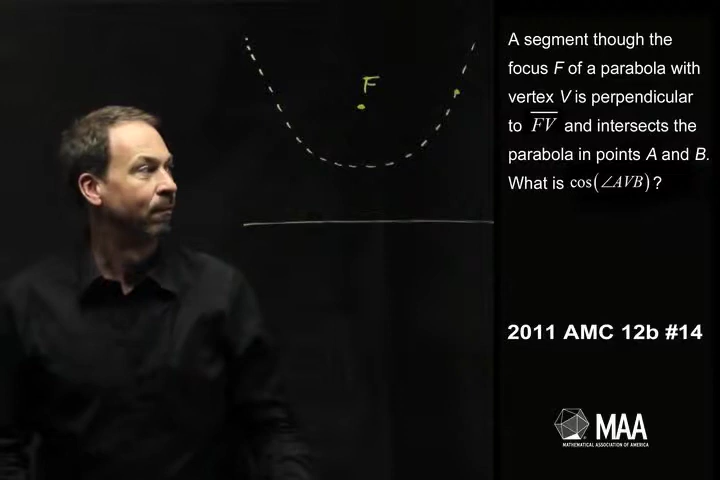 F
A segment though the
focus F of a parabola with
vertex V is perpendicular
to FV and intersects the
parabola in points A and B.
What is cos(∠AVB)?
2011 AMC 12b #14
MAA
MATHEMATICAL ASSOCIATION OF AMERICA